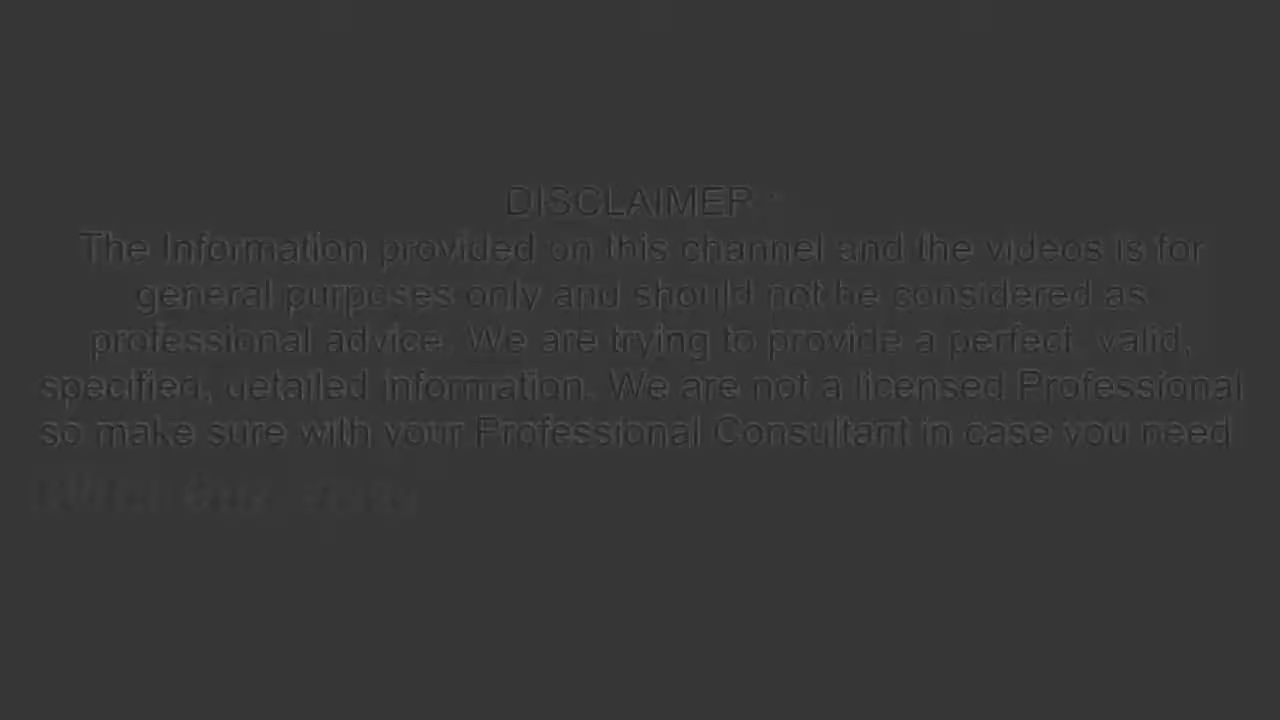 DISCLAIMER :
The Information provided on this channel and the videos is for
general purposes only and should not be considered as
professional advice. We are trying to provide a perfect, valid,
specified, detailed information. We are not a licensed Professional
so make sure with your Professional Consultant in case you need